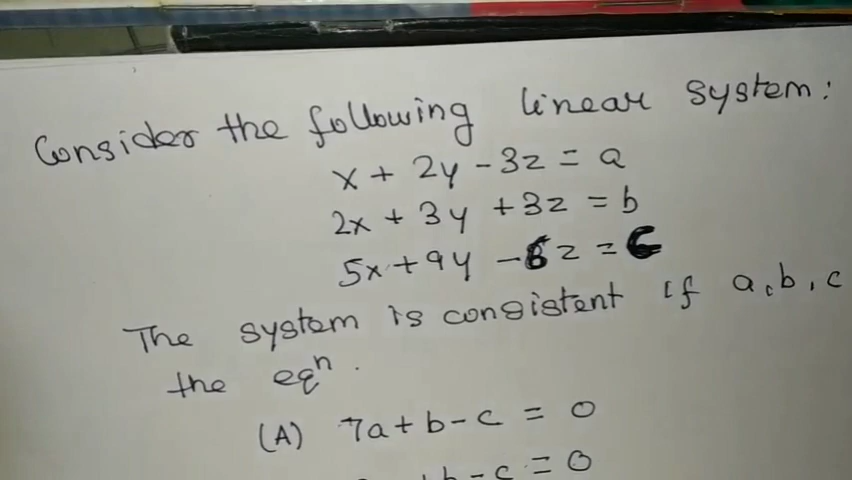 Consider the following linear system:
x + 2y - 3z = a
2x + 3y + 3z = b
5x + 9y - 6z = c
The system is consistent if a, b, c
the eqⁿ.
(A) 7a + b - c = 0
b - c = 0